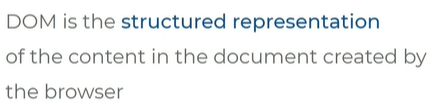 DOM is the structured representation
of the content in the document created by
the browser